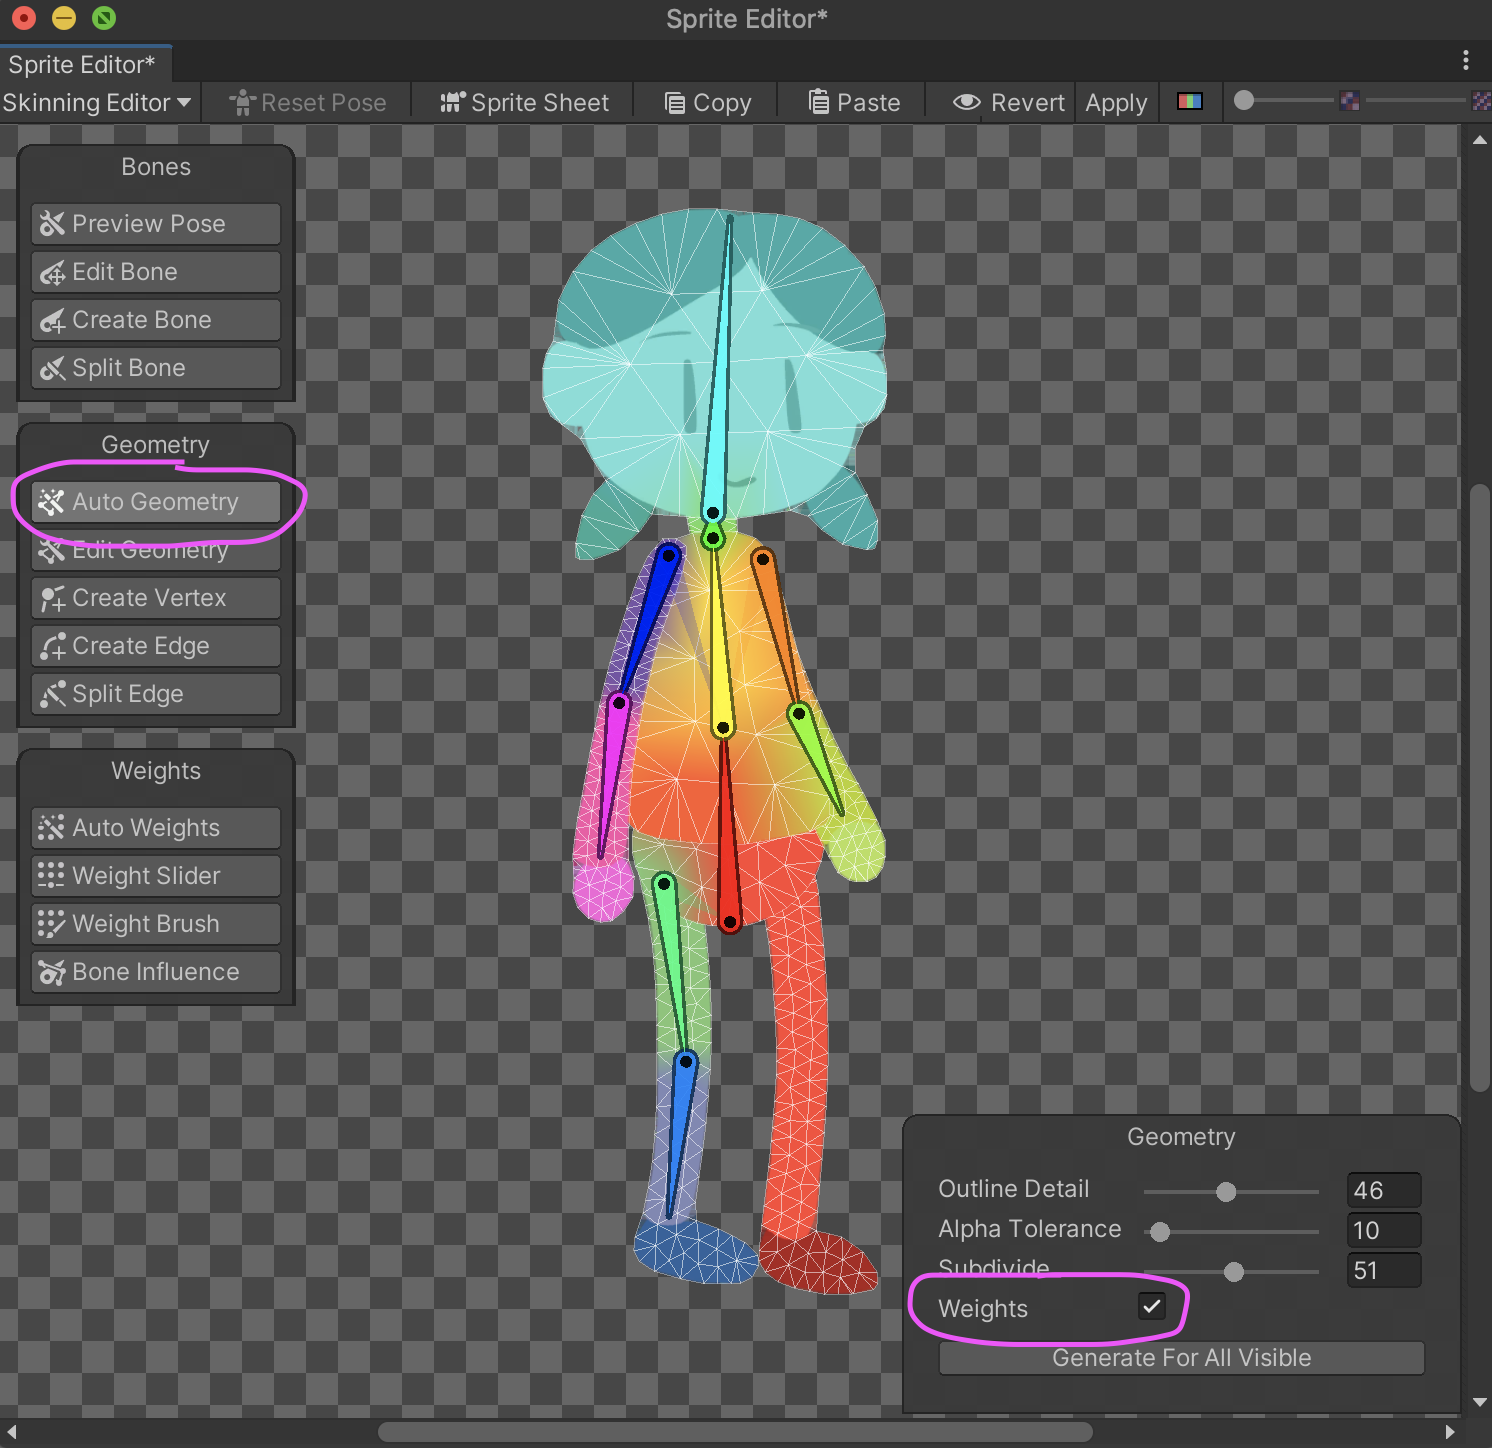 Sprite Editor*
Sprite Editor*
Skinning Editor Reset Pose Sprite Sheet Copy Paste Revert Apply
Bones
Preview Pose
Edit Bone
Create Bone
Split Bone
Geometry
Auto Geometry
Edit Geometry
Create Vertex
Create Edge
Split Edge
Weights
Auto Weights
Weight Slider
Weight Brush
Bone Influence
Geometry
Outline Detail 46
Alpha Tolerance 10
Subdivide 51
Weights
Generate For All Visible